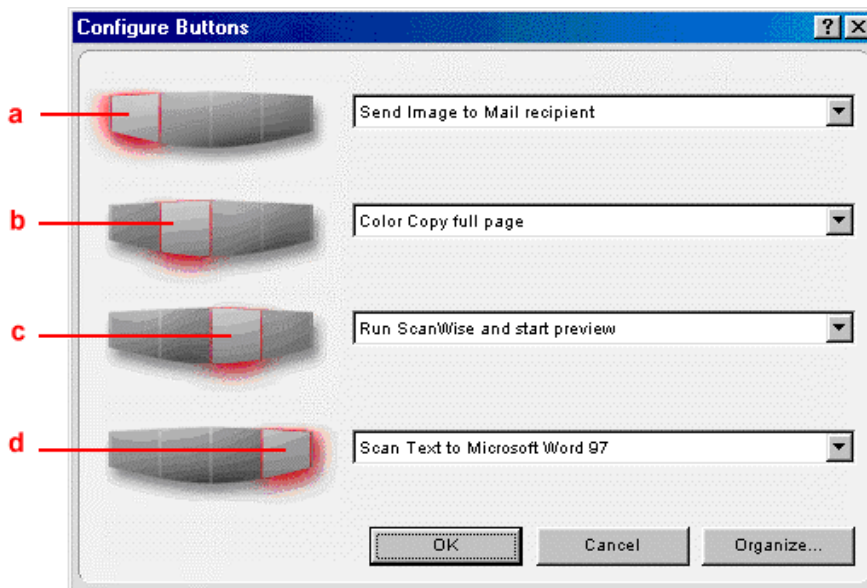 Configure Buttons
a
Send Image to Mail recipient
b
Color Copy full page
c
Run ScanWise and start preview
d
Scan Text to Microsoft Word 97
OK Cancel Organize...